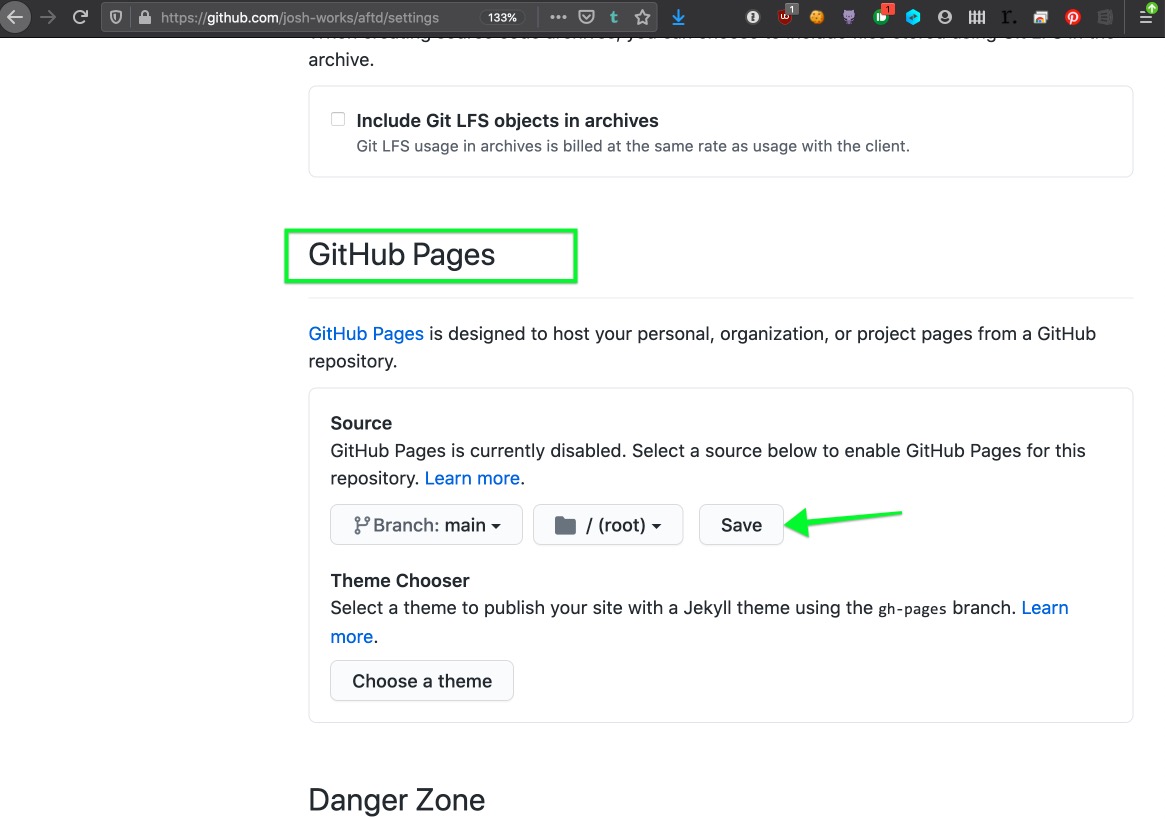 https://github.com/josh-works/aftd/settings 133% t 1 1 r.
archive.
Include Git LFS objects in archives
Git LFS usage in archives is billed at the same rate as usage with the client.
GitHub Pages
GitHub Pages is designed to host your personal, organization, or project pages from a GitHub
repository.
Source
GitHub Pages is currently disabled. Select a source below to enable GitHub Pages for this
repository. Learn more.
Branch: main / (root) Save
Theme Chooser
Select a theme to publish your site with a Jekyll theme using the gh-pages branch. Learn
more.
Choose a theme
Danger Zone